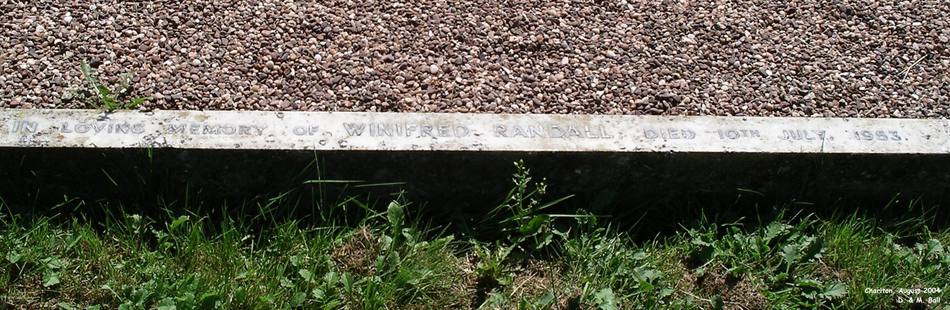 IN LOVING MEMORY OF WINIFRED RANDALL, DIED 10TH JULY, 1953.
Charlton, August 2004
D. & M. Ball